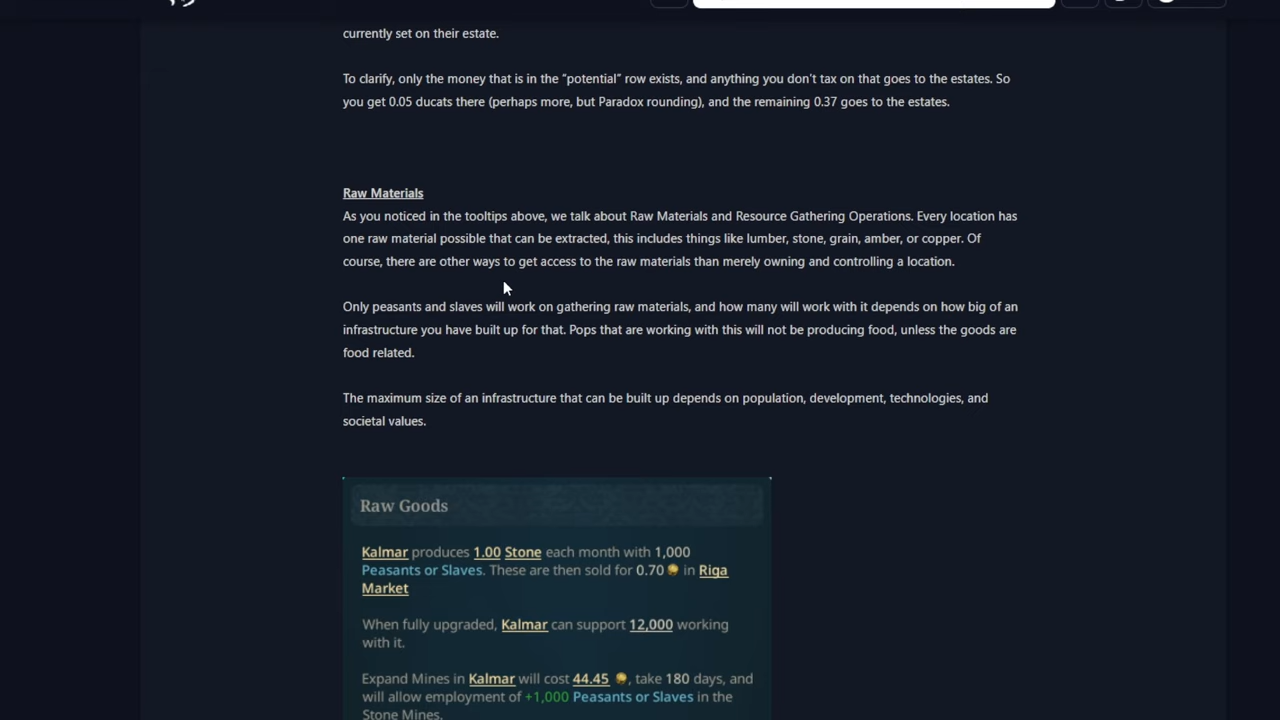 currently set on their estate.
To clarify, only the money that is in the “potential” row exists, and anything you don’t tax on that goes to the estates. So
you get 0.05 ducats there (perhaps more, but Paradox rounding), and the remaining 0.37 goes to the estates.
Raw Materials
As you noticed in the tooltips above, we talk about Raw Materials and Resource Gathering Operations. Every location has
one raw material possible that can be extracted, this includes things like lumber, stone, grain, amber, or copper. Of
course, there are other ways to get access to the raw materials than merely owning and controlling a location.
Only peasants and slaves will work on gathering raw materials, and how many will work with it depends on how big of an
infrastructure you have built up for that. Pops that are working with this will not be producing food, unless the goods are
food related.
The maximum size of an infrastructure that can be built up depends on population, development, technologies, and
societal values.
Raw Goods
Kalmar produces 1.00 Stone each month with 1,000
Peasants or Slaves. These are then sold for 0.70 in Riga
Market
When fully upgraded, Kalmar can support 12,000 working
with it.
Expand Mines in Kalmar will cost 44.45 , take 180 days, and
will allow employment of +1,000 Peasants or Slaves in the
Stone Mines.